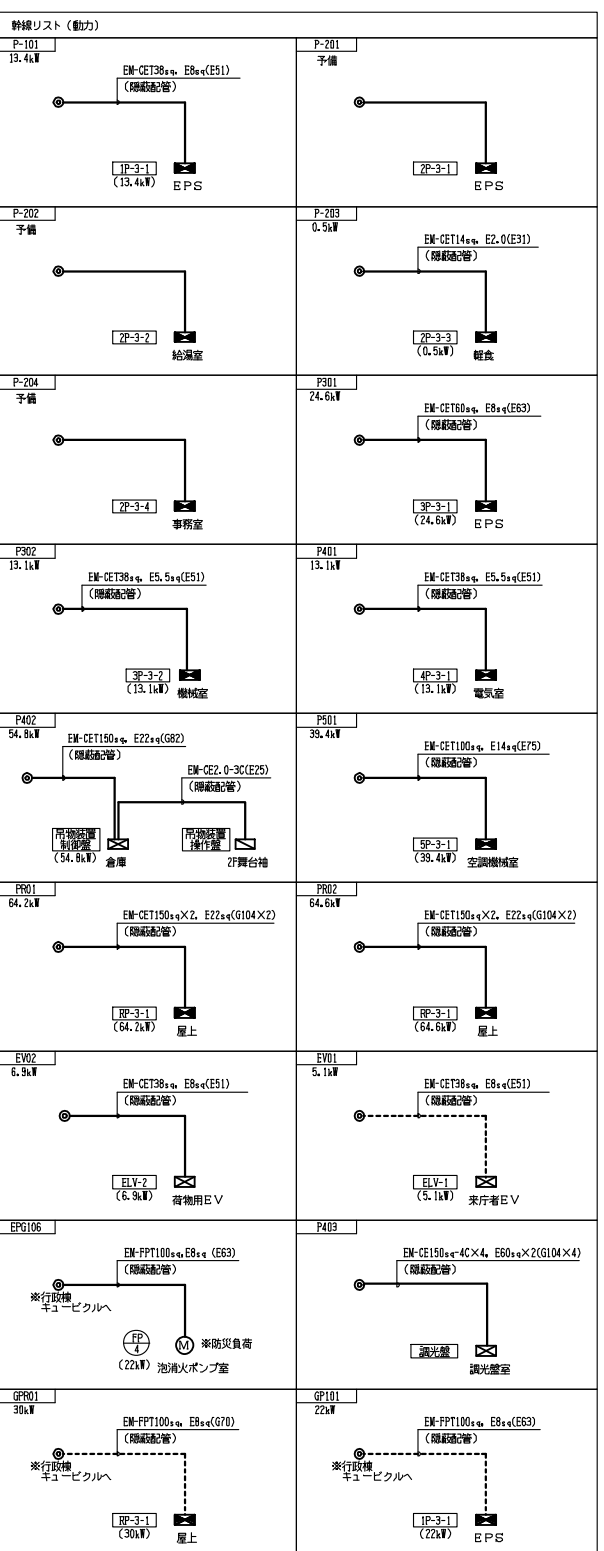 幹線リスト（動力）
P-101
13.4kW
EM-CET38sq, E8sq(E51)
（隠蔽配管）
1P-3-1
(13.4kW)
EPS
P-201
予備
2P-3-1
EPS
P-202
予備
2P-3-2
給湯室
P-203
0.5kW
EM-CET14sq, E2.0(E31)
（隠蔽配管）
2P-3-3
(0.5kW)
軽食
P-204
予備
2P-3-4
事務室
P301
24.6kW
EM-CET60sq, E8sq(E63)
（隠蔽配管）
3P-3-1
(24.6kW)
EPS
P302
13.1kW
EM-CET38sq, E5.5sq(E51)
（隠蔽配管）
3P-3-2
(13.1kW)
機械室
P401
13.1kW
EM-CET38sq, E5.5sq(E51)
（隠蔽配管）
4P-3-1
(13.1kW)
電気室
P402
54.8kW
EM-CET150sq, E22sq(G82)
（隠蔽配管）
EM-CE2.0-3C(E25)
（隠蔽配管）
吊物装置
制御盤
(54.8kW)
倉庫
吊物装置
操作盤
2F舞台袖
P501
39.4kW
EM-CET100sq, E14sq(E75)
（隠蔽配管）
5P-3-1
(39.4kW)
空調機械室
PR01
64.2kW
EM-CET150sq×2, E22sq(G104×2)
（隠蔽配管）
RP-3-1
(64.2kW)
屋上
PR02
64.6kW
EM-CET150sq×2, E22sq(G104×2)
（隠蔽配管）
RP-3-1
(64.6kW)
屋上
EV02
6.9kW
EM-CET38sq, E8sq(E51)
（隠蔽配管）
ELV-2
(6.9kW)
荷物用EV
EV01
5.1kW
EM-CET38sq, E8sq(E51)
（隠蔽配管）
ELV-1
(5.1kW)
来庁者EV
EPG106
EM-FPT100sq,E8sq (E63)
（隠蔽配管）
※行政棟
キュービクルへ
FP
4
M
※防災負荷
(22kW)
泡消火ポンプ室
P403
EM-CE150sq-4C×4, E60sq×2(G104×4)
（隠蔽配管）
調光盤
調光盤室
GPR01
30kW
EM-FPT100sq, E8sq(G70)
（隠蔽配管）
※行政棟
キュービクルへ
RP-3-1
(30kW)
屋上
GP101
22kW
EM-FPT100sq, E8sq(E63)
（隠蔽配管）
※行政棟
キュービクルへ
1P-3-1
(22kW)
EPS